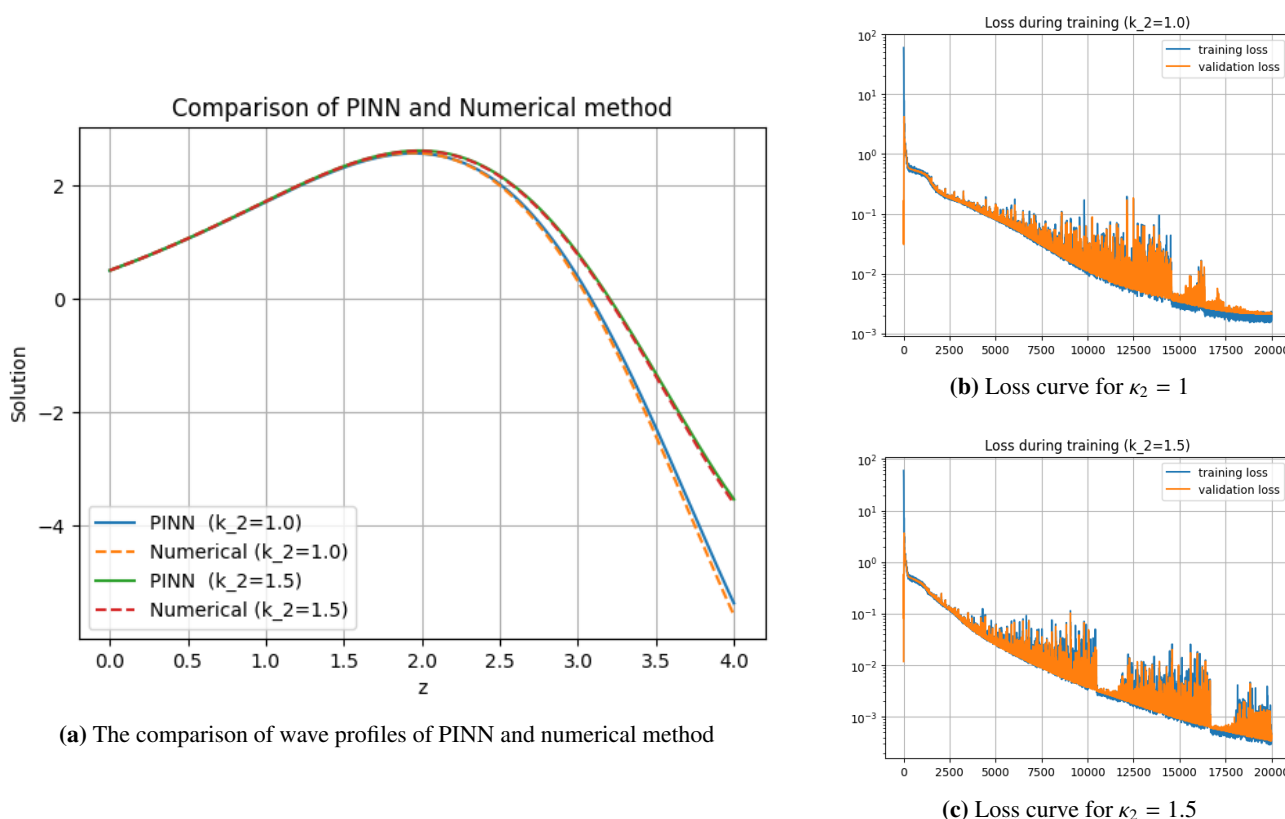 Comparison of PINN and Numerical method
Solution
2
0
−2
−4
PINN (k_2=1.0)
Numerical (k_2=1.0)
PINN (k_2=1.5)
Numerical (k_2=1.5)
0.0 0.5 1.0 1.5 2.0 2.5 3.0 3.5 4.0
z
(a) The comparison of wave profiles of PINN and numerical method
Loss during training (k_2=1.0)
10^2
10^1
10^0
10^−1
10^−2
10^−3
training loss
validation loss
0 2500 5000 7500 10000 12500 15000 17500 20000
(b) Loss curve for κ₂ = 1
Loss during training (k_2=1.5)
10^2
10^1
10^0
10^−1
10^−2
10^−3
training loss
validation loss
0 2500 5000 7500 10000 12500 15000 17500 20000
(c) Loss curve for κ₂ = 1.5